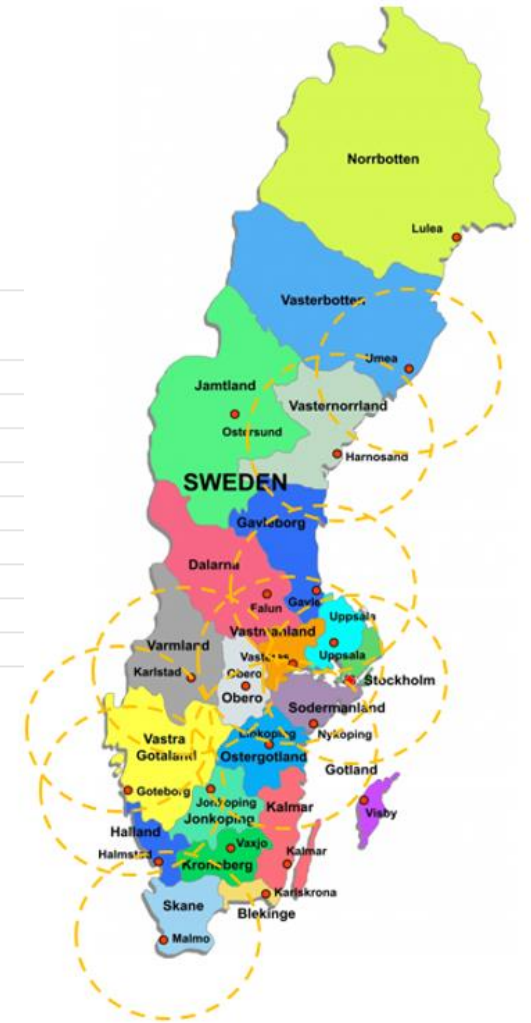 Norrbotten
Lulea
Vasterbotten
Umea
Jamtland
Vasternorrland
Ostersund
Harnosand
SWEDEN
Gavleborg
Dalarna
Falun
Gavle
Uppsala
Vastmanland
Varmland
Uppsala
Karlstad
Obero
Stockholm
Obero
Sodermanland
Nykoping
Vastra
Gotaland
Ostergotland
Gotland
Goteborg
Jonkoping
Kalmar
Visby
Jonkoping
Halland
Vaxjo
Kalmar
Halmstad
Kroneberg
Karlskrona
Skane
Blekinge
Malmo